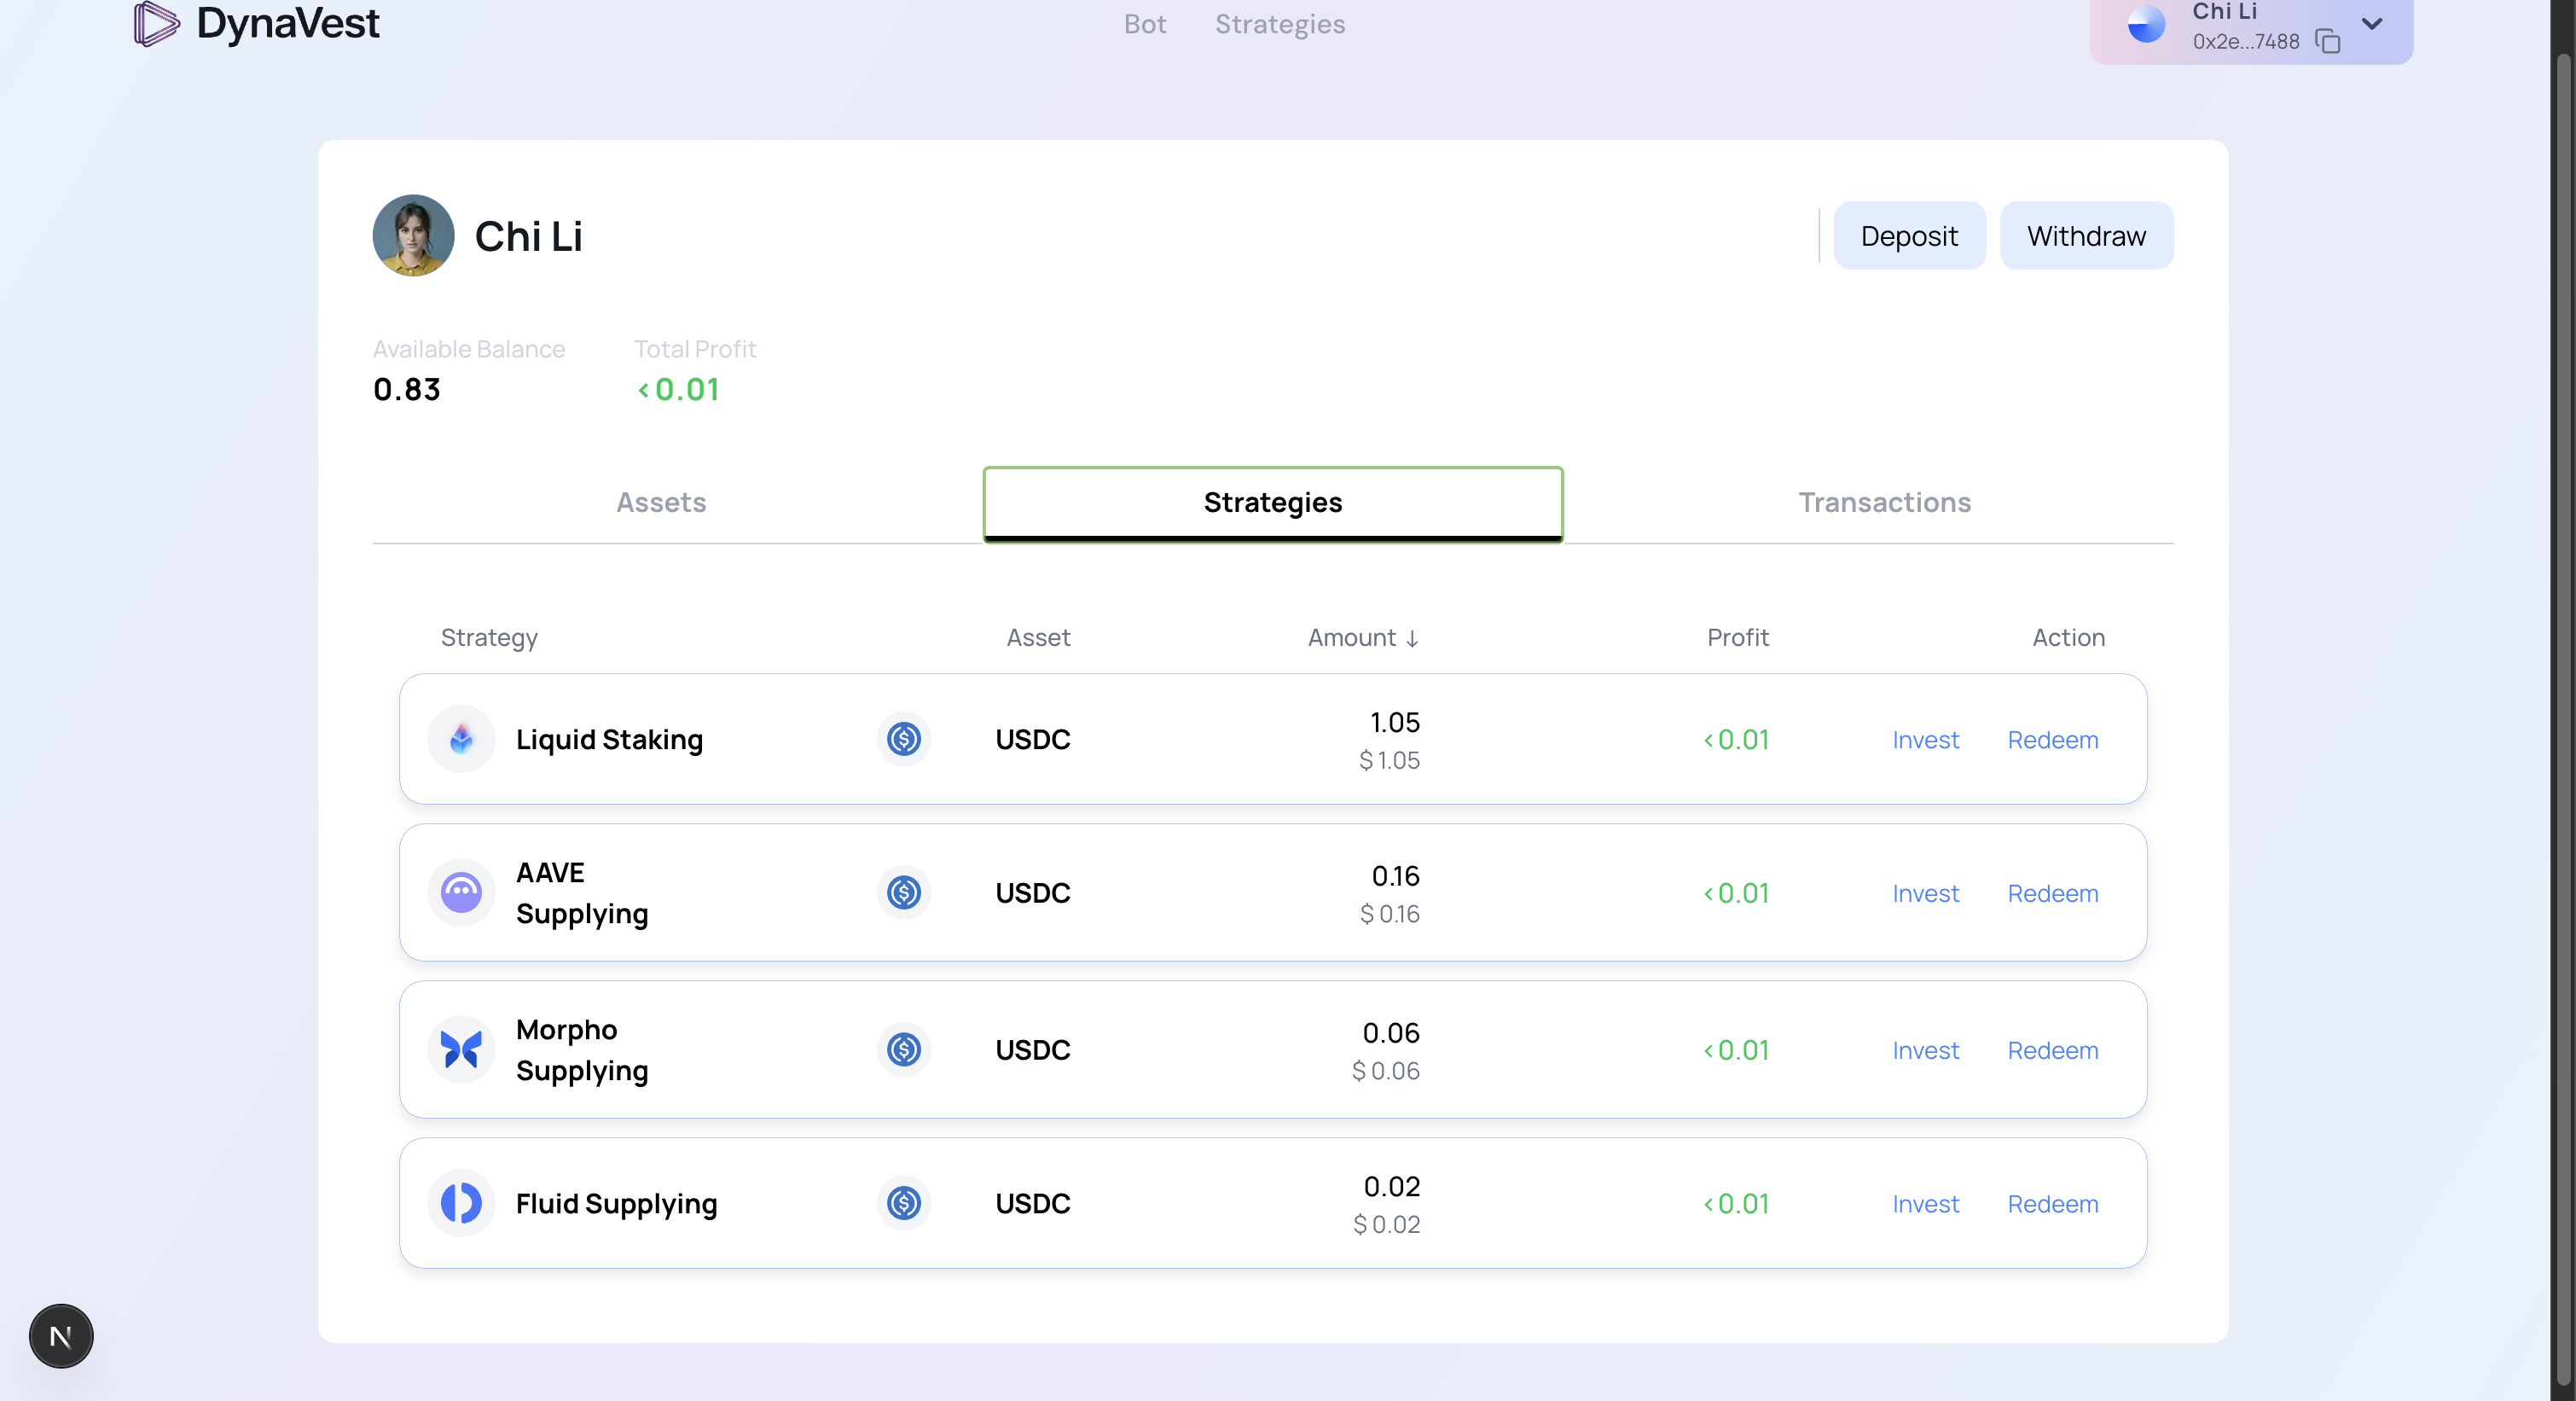 DynaVest
Bot
Strategies
Chi Li
0x2e...7488
Chi Li
Deposit
Withdraw
Available Balance
0.83
Total Profit
<0.01
Assets
Strategies
Transactions
Strategy
Asset
Amount ↓
Profit
Action
Liquid Staking
USDC
1.05
$ 1.05
<0.01
Invest
Redeem
AAVE
Supplying
USDC
0.16
$ 0.16
<0.01
Invest
Redeem
Morpho
Supplying
USDC
0.06
$ 0.06
<0.01
Invest
Redeem
Fluid Supplying
USDC
0.02
$ 0.02
<0.01
Invest
Redeem
N